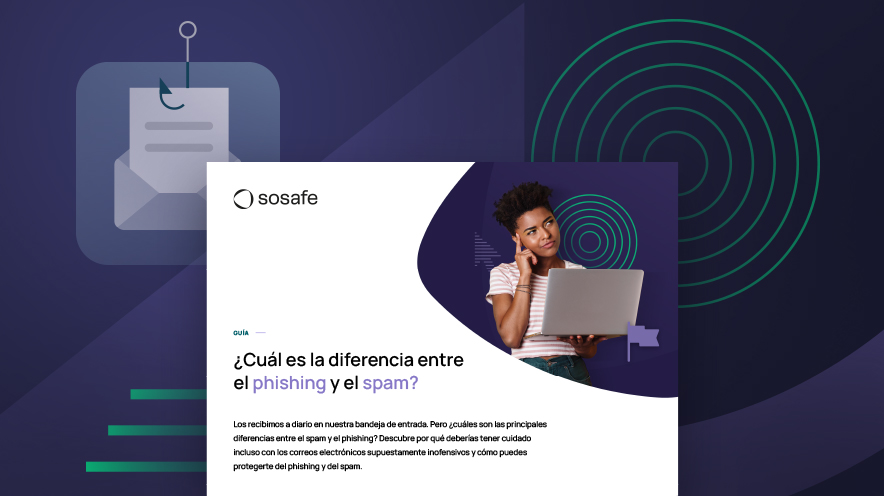 sosafe
GUÍA
¿Cuál es la diferencia entre
el phishing y el spam?
Los recibimos a diario en nuestra bandeja de entrada. Pero ¿cuáles son las principales
diferencias entre el spam y el phishing? Descubre por qué deberías tener cuidado
incluso con los correos electrónicos supuestamente inofensivos y cómo puedes
protegerte del phishing y del spam.